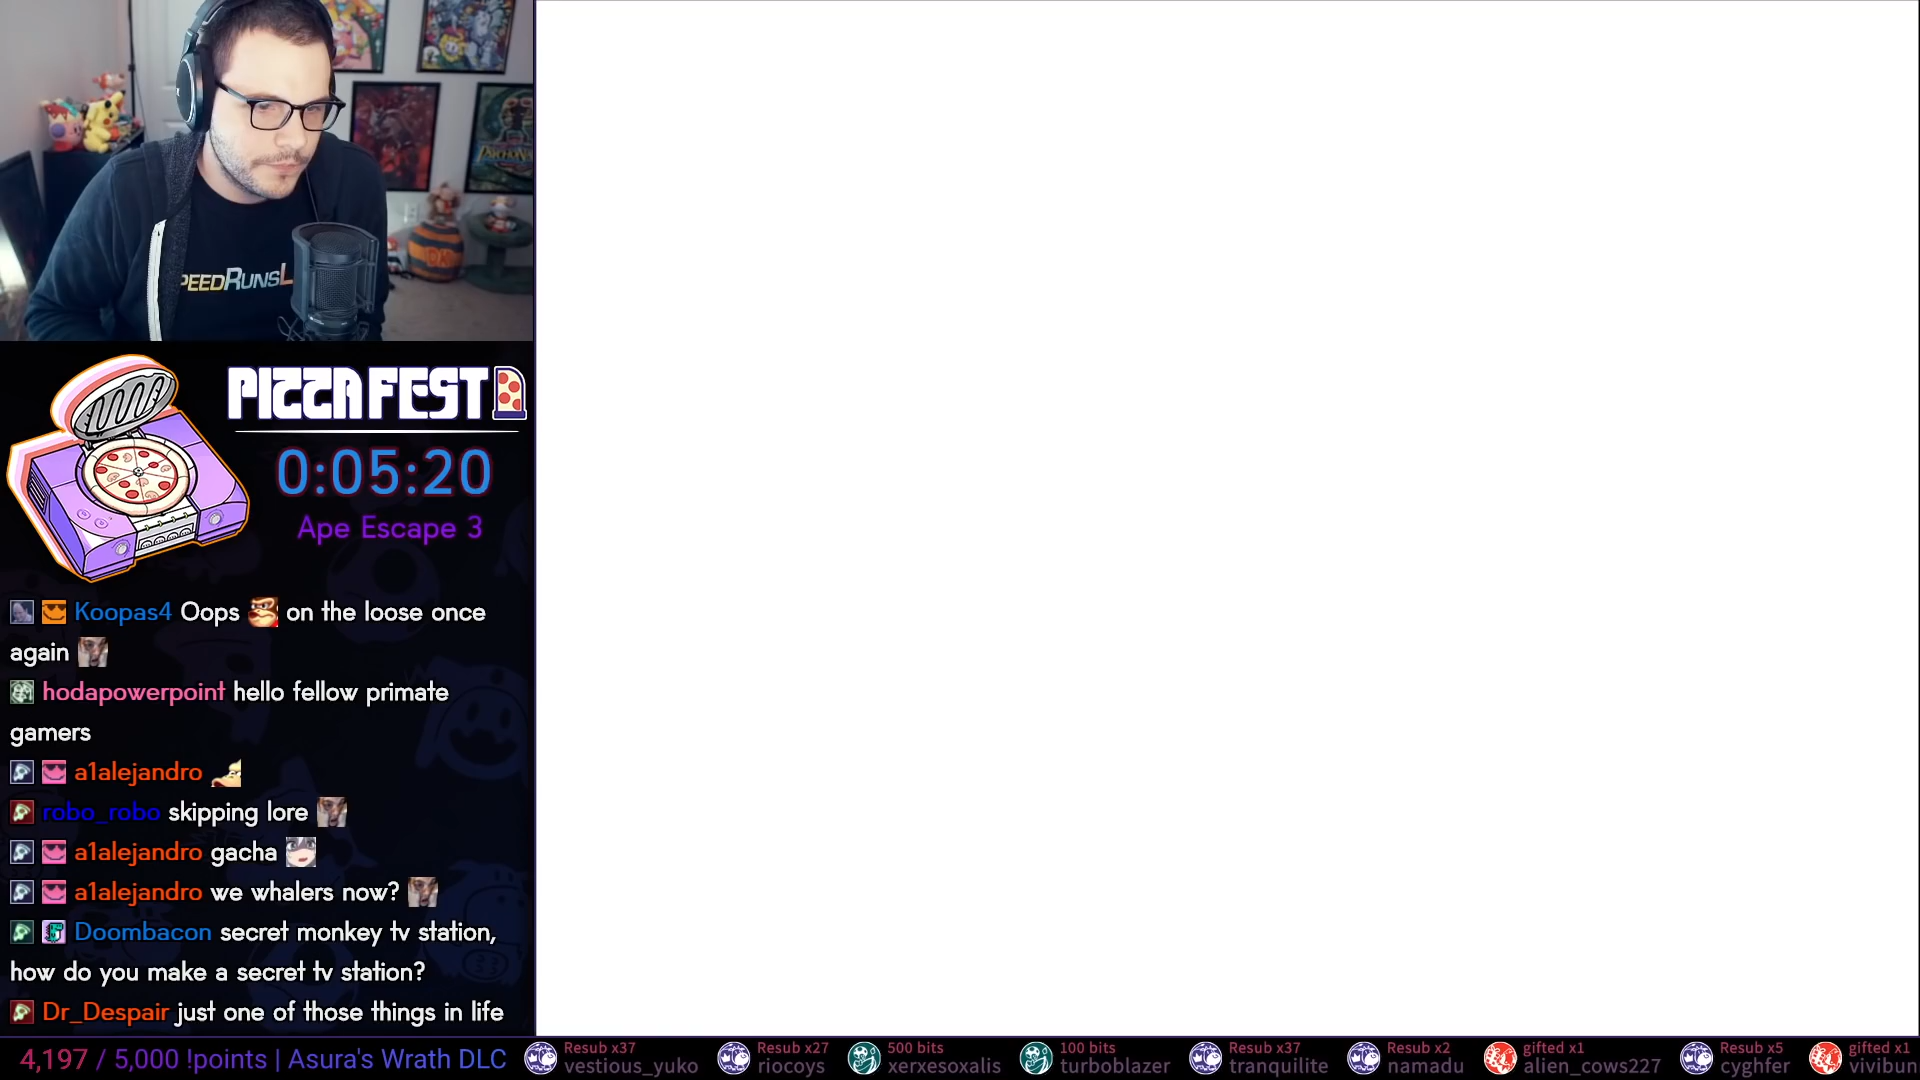 PEEDRUNSL
DK
PIZZA FEST
0:05:20
Ape Escape 3
Koopas4 Oops on the loose once
again
hodapowerpoint hello fellow primate
gamers
a1alejandro
robo_robo skipping lore
a1alejandro gacha
a1alejandro we whalers now?
Doombacon secret monkey tv station,
how do you make a secret tv station?
Dr_Despair just one of those things in life
4,197 / 5,000 !points | Asura's Wrath DLC
Resub x37
vestious_yuko
Resub x27
riocoys
500 bits
xerxesoxalis
100 bits
turboblazer
Resub x37
tranquilite
Resub x2
namadu
gifted x1
alien_cows227
Resub x5
cyghfer
gifted x1
vivibun